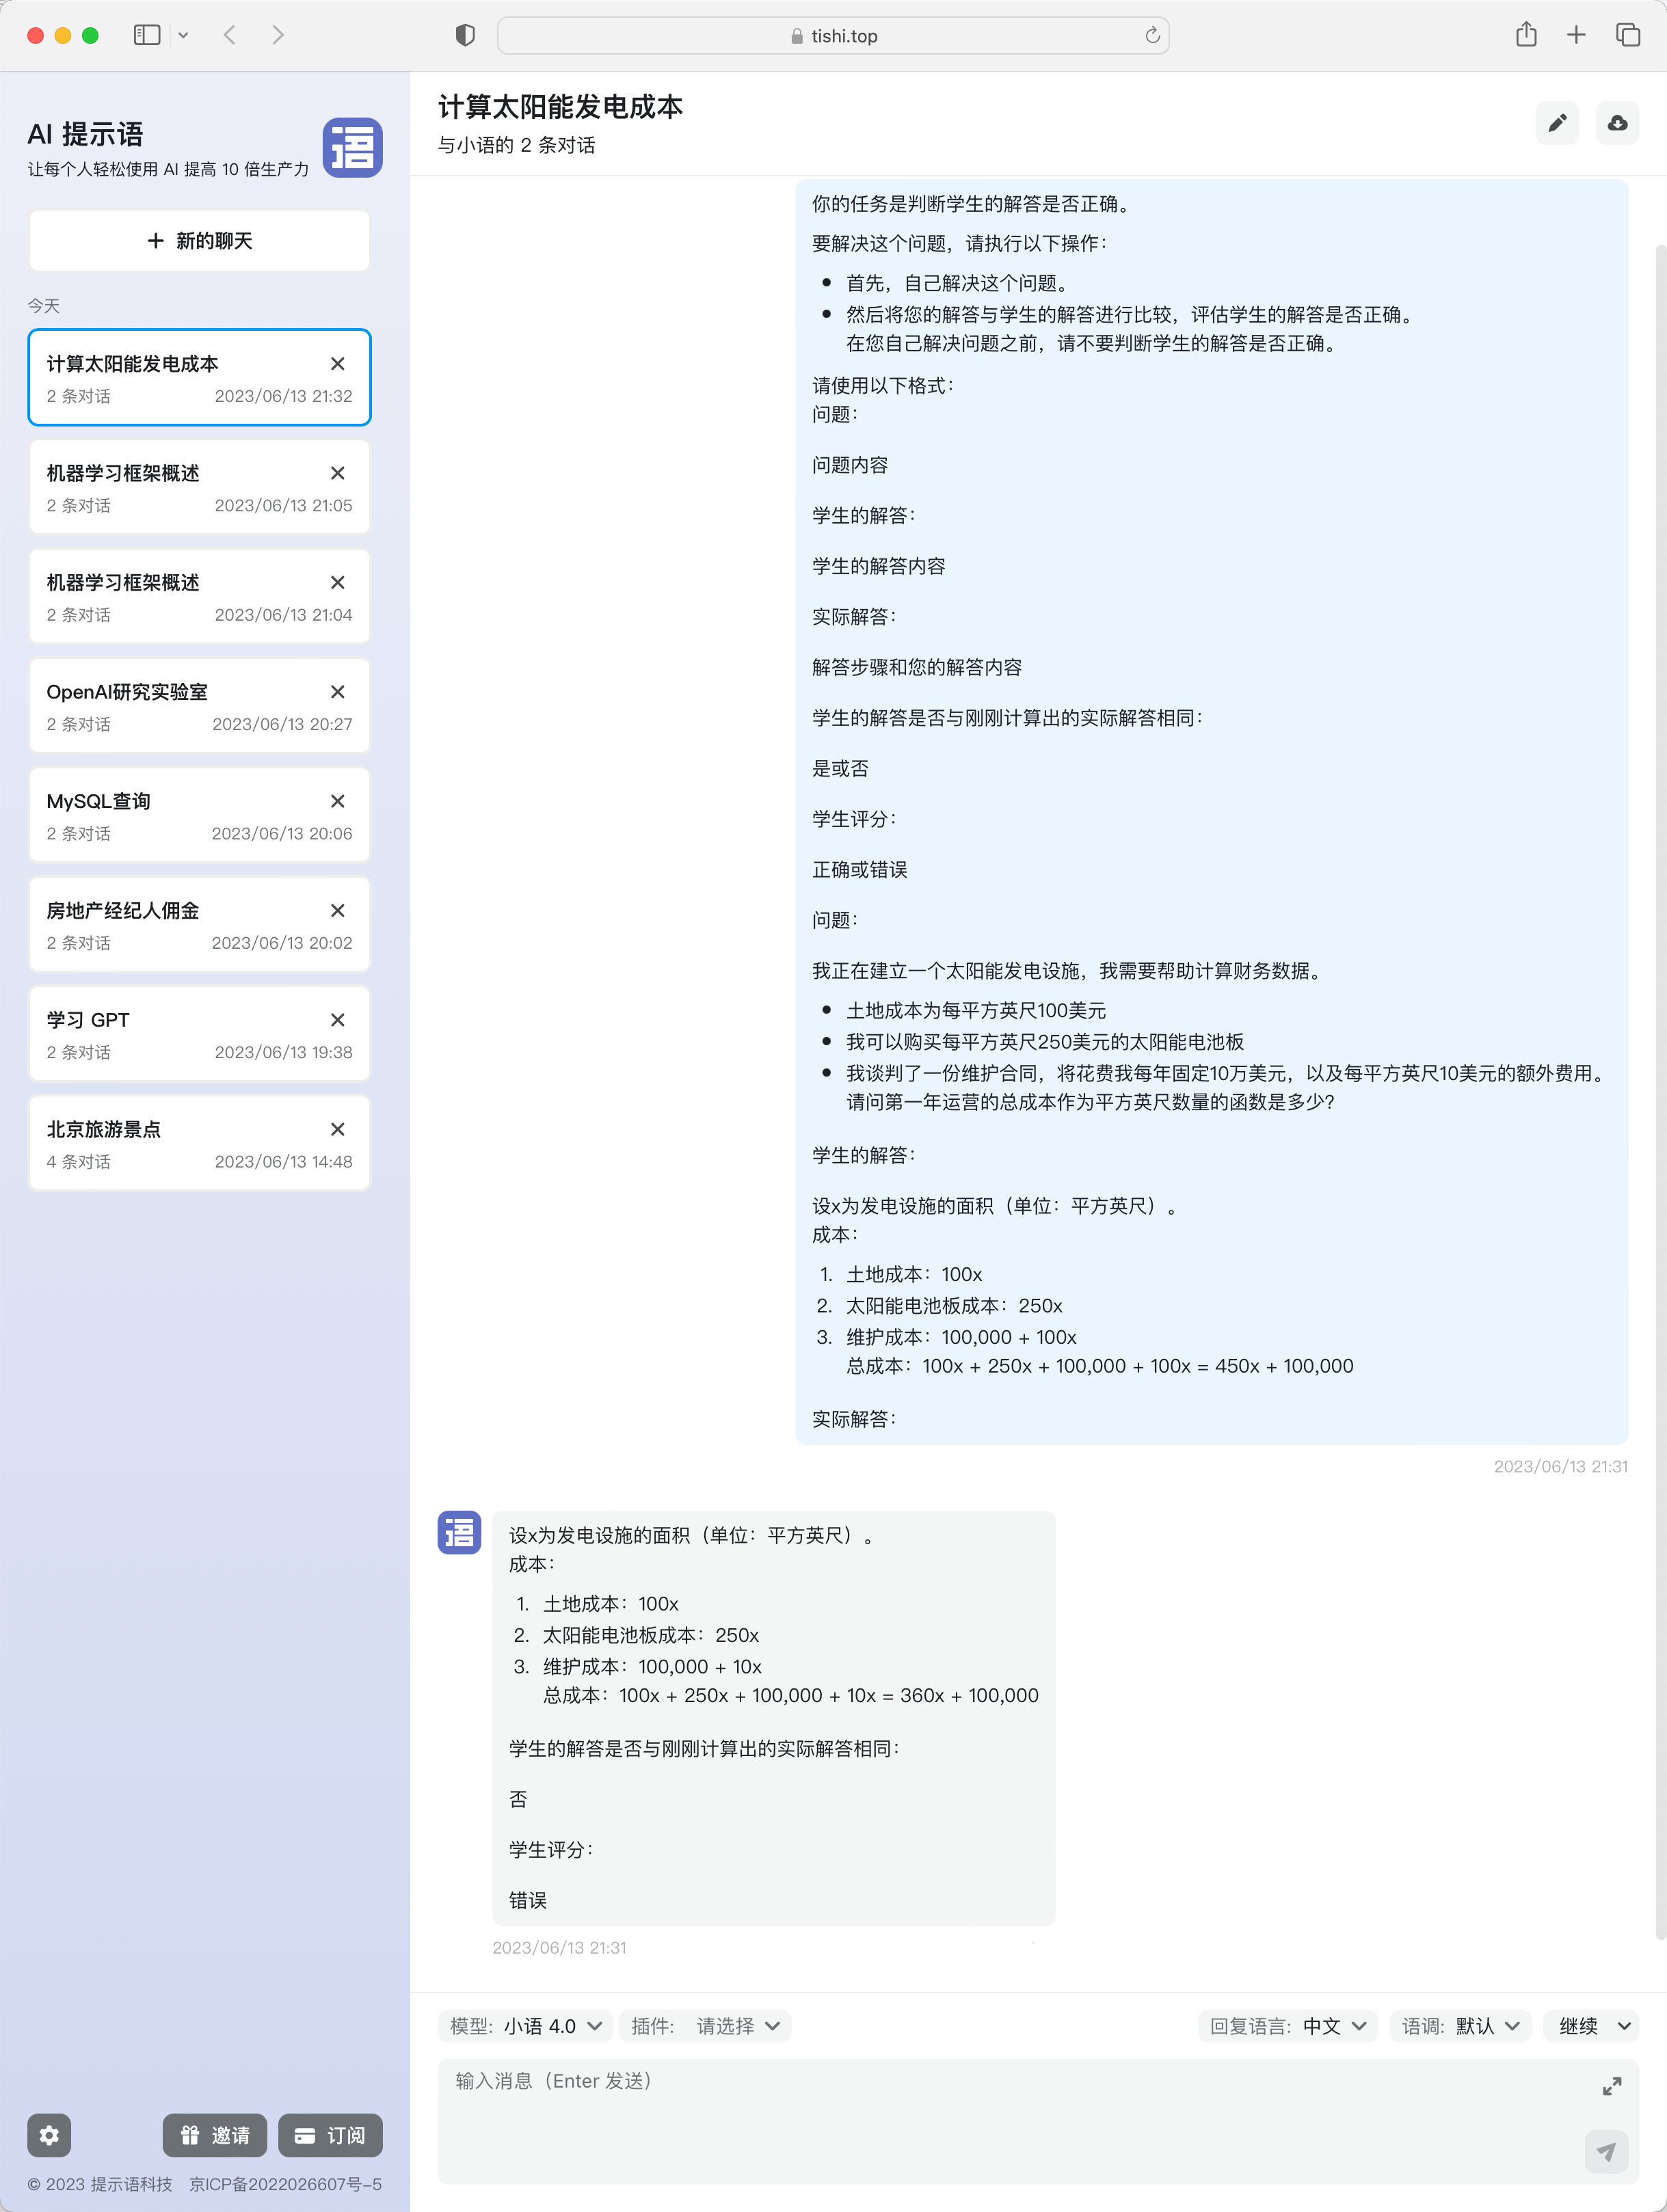 tishi.top
AI 提示语
让每个人轻松使用 AI 提高 10 倍生产力
语
+ 新的聊天
今天
计算太阳能发电成本
2 条对话 2023/06/13 21:32
机器学习框架概述
2 条对话 2023/06/13 21:05
机器学习框架概述
2 条对话 2023/06/13 21:04
OpenAI研究实验室
2 条对话 2023/06/13 20:27
MySQL查询
2 条对话 2023/06/13 20:06
房地产经纪人佣金
2 条对话 2023/06/13 20:02
学习 GPT
2 条对话 2023/06/13 19:38
北京旅游景点
4 条对话 2023/06/13 14:48
邀请 订阅
© 2023 提示语科技 京ICP备2022026607号-5
计算太阳能发电成本
与小语的 2 条对话
你的任务是判断学生的解答是否正确。
要解决这个问题，请执行以下操作：
• 首先，自己解决这个问题。
• 然后将您的解答与学生的解答进行比较，评估学生的解答是否正确。
在您自己解决问题之前，请不要判断学生的解答是否正确。
请使用以下格式：
问题：
问题内容
学生的解答：
学生的解答内容
实际解答：
解答步骤和您的解答内容
学生的解答是否与刚刚计算出的实际解答相同：
是或否
学生评分：
正确或错误
问题：
我正在建立一个太阳能发电设施，我需要帮助计算财务数据。
• 土地成本为每平方英尺100美元
• 我可以购买每平方英尺250美元的太阳能电池板
• 我谈判了一份维护合同，将花费我每年固定10万美元，以及每平方英尺10美元的额外费用。
请问第一年运营的总成本作为平方英尺数量的函数是多少？
学生的解答：
设x为发电设施的面积（单位：平方英尺）。
成本：
1. 土地成本：100x
2. 太阳能电池板成本：250x
3. 维护成本：100,000 + 100x
总成本：100x + 250x + 100,000 + 100x = 450x + 100,000
实际解答：
2023/06/13 21:31
语
设x为发电设施的面积（单位：平方英尺）。
成本：
1. 土地成本：100x
2. 太阳能电池板成本：250x
3. 维护成本：100,000 + 10x
总成本：100x + 250x + 100,000 + 10x = 360x + 100,000
学生的解答是否与刚刚计算出的实际解答相同：
否
学生评分：
错误
2023/06/13 21:31
模型: 小语 4.0 插件: 请选择 回复语言: 中文 语调: 默认 继续
输入消息（Enter 发送）